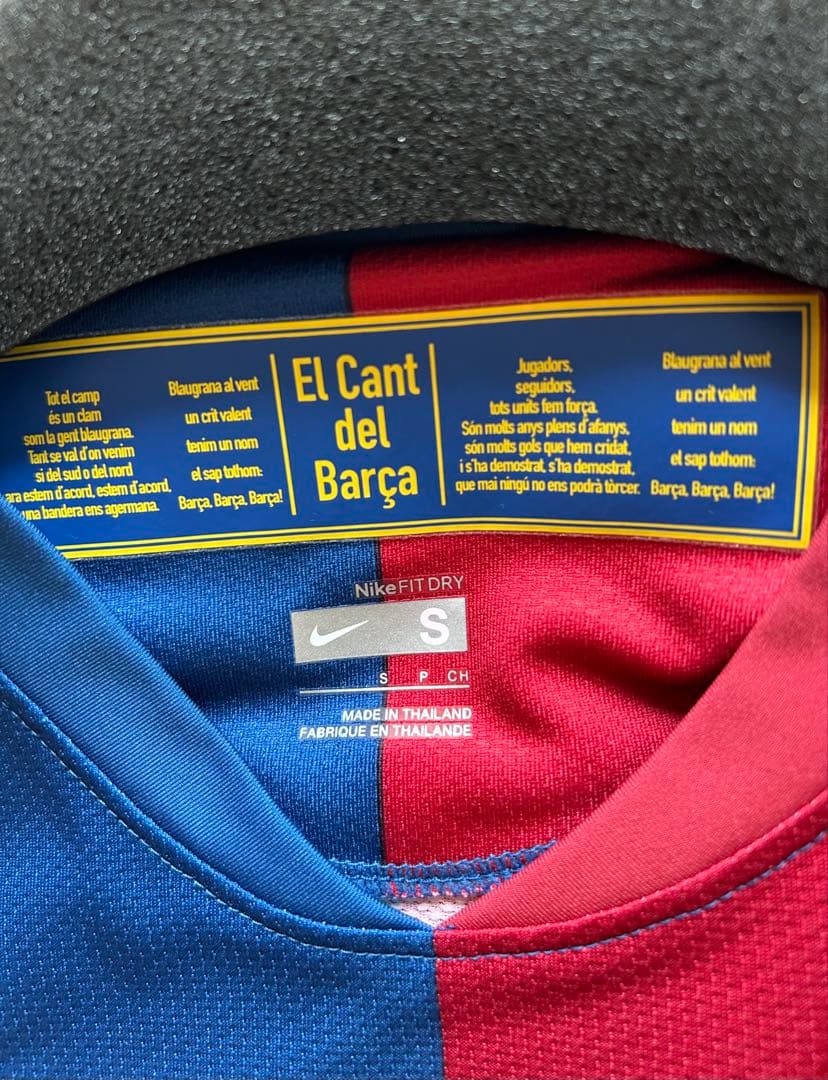 Tot el camp
és un clam
som la gent blaugrana.
Tant se val d'on venim
si del sud o del nord
ara estem d'acord, estem d'acord,
una bandera ens agermana.
Blaugrana al vent
un crit valent
tenim un nom
el sap tothom:
Barça, Barça, Barça!
El Cant
del
Barça
Jugadors,
seguidors,
tots units fem força.
Són molts anys plens d'afanys,
són molts gols que hem cridat,
i s'ha demostrat, s'ha demostrat,
que mai ningú no ens podrà tòrcer.
Blaugrana al vent
un crit valent
tenim un nom
el sap tothom:
Barça, Barça, Barça!
NikeFIT DRY
S
S P CH
MADE IN THAILAND
FABRIQUE EN THAILANDE